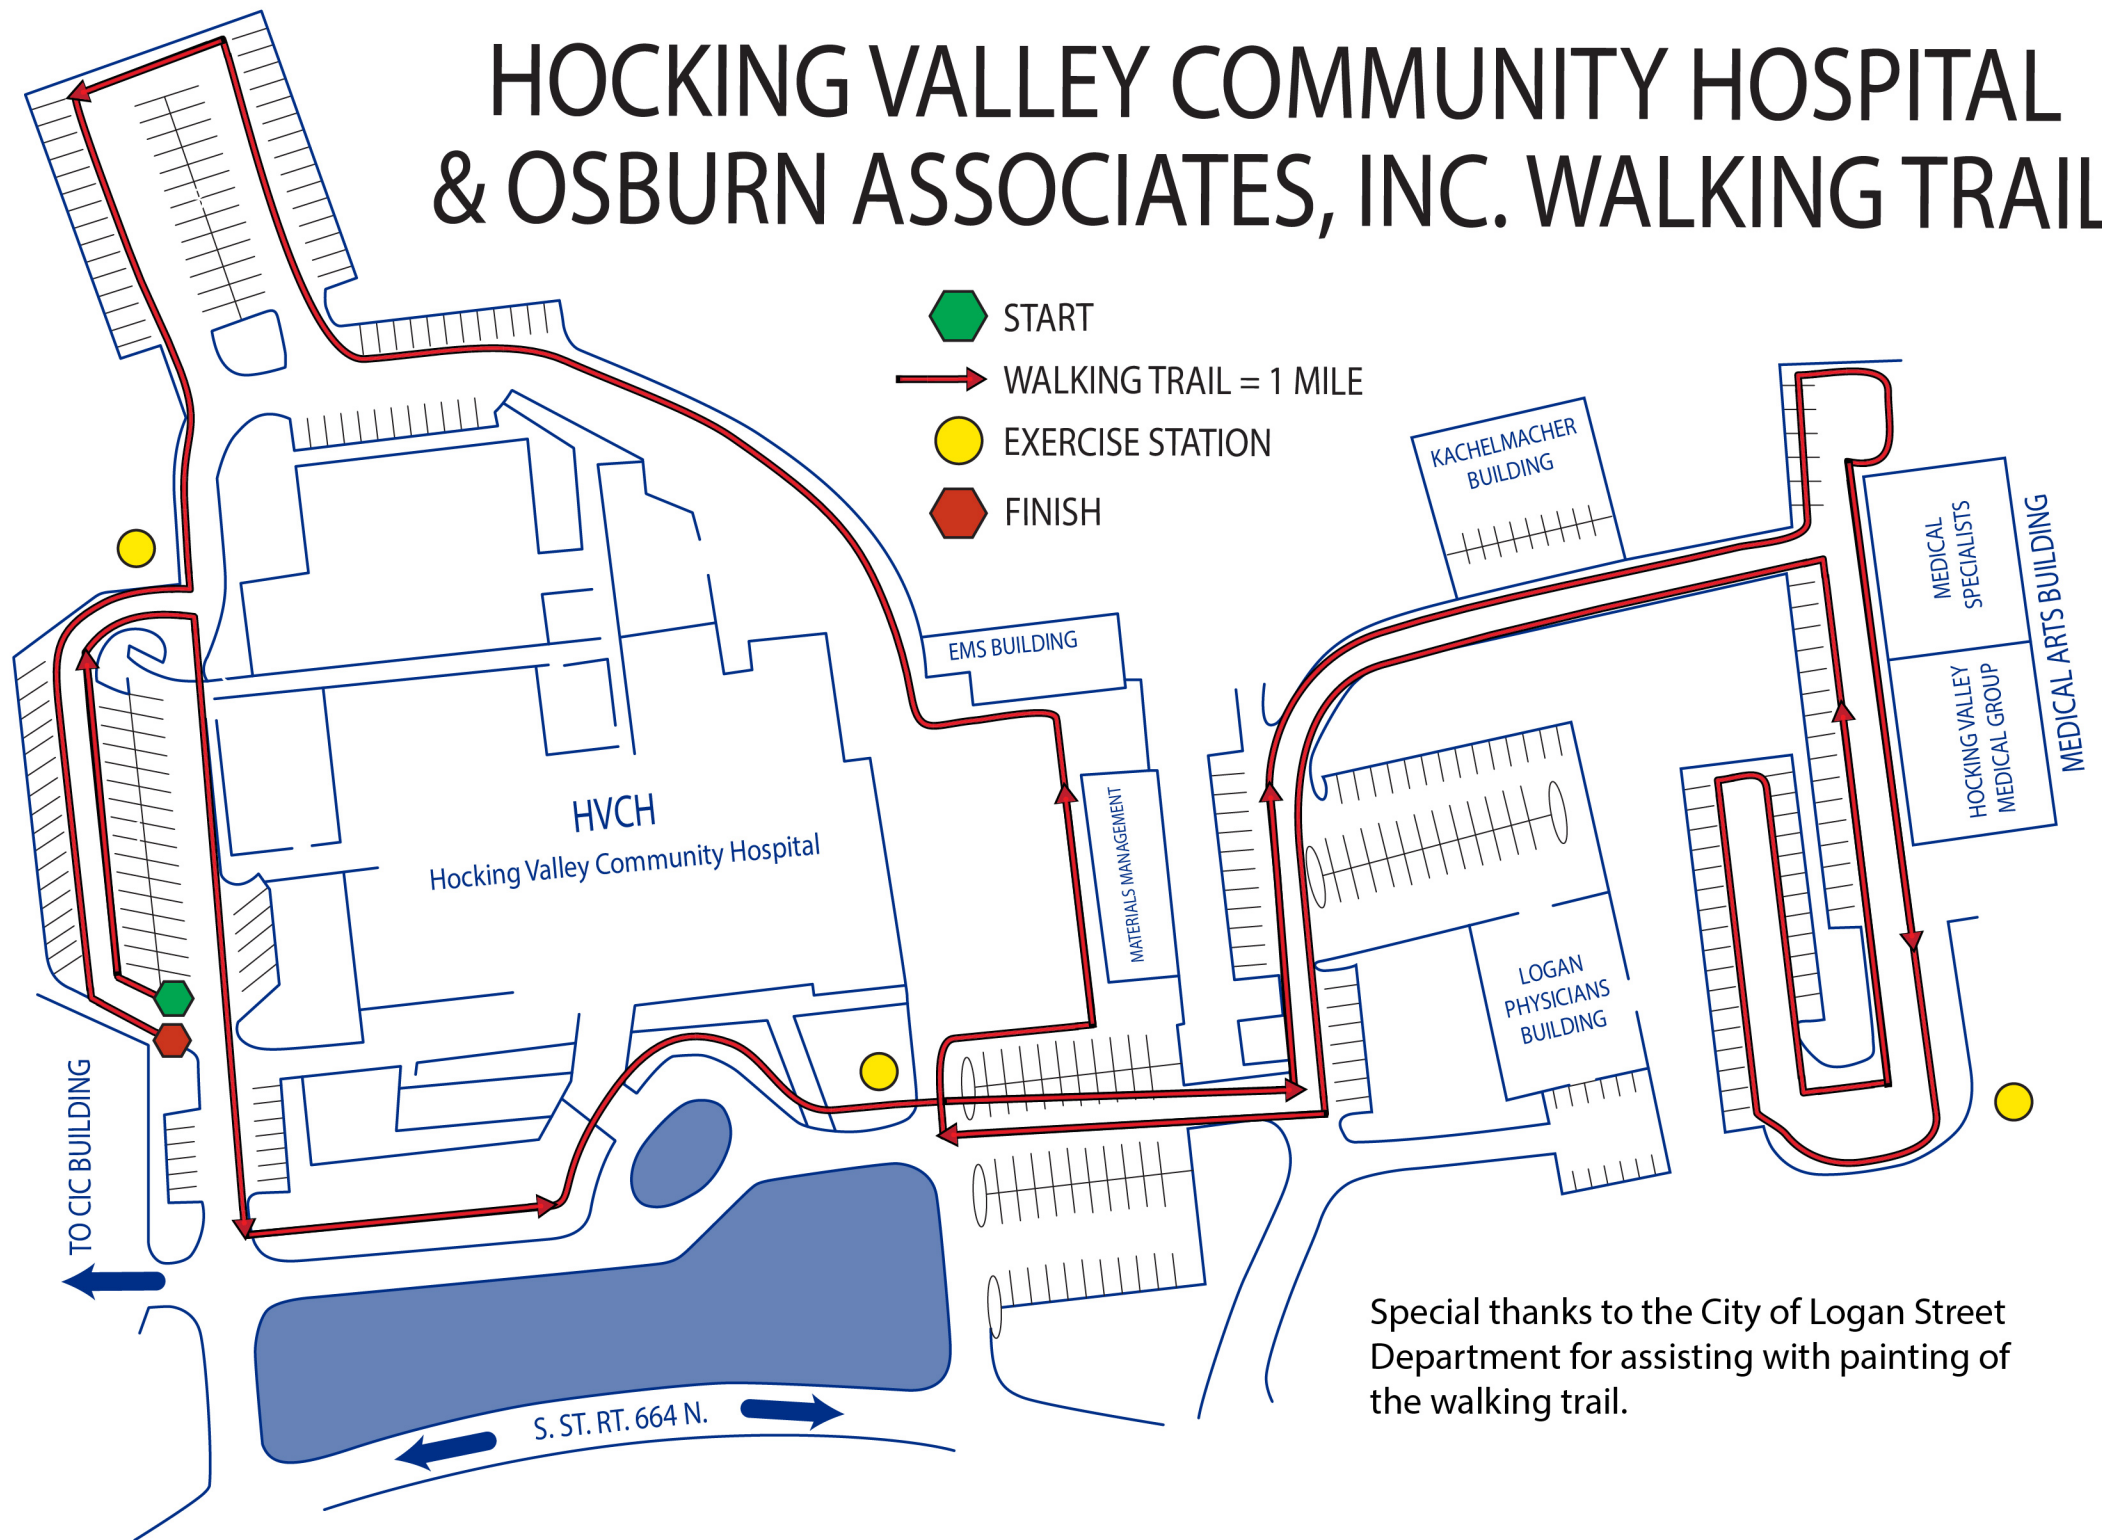 HOCKING VALLEY COMMUNITY HOSPITAL
& OSBURN ASSOCIATES, INC. WALKING TRAIL
START
WALKING TRAIL = 1 MILE
EXERCISE STATION
FINISH
KACHELMACHER
BUILDING
MEDICAL
SPECIALISTS
MEDICAL ARTS BUILDING
HOCKING VALLEY
MEDICAL GROUP
EMS BUILDING
MATERIALS MANAGEMENT
HVCH
Hocking Valley Community Hospital
LOGAN
PHYSICIANS
BUILDING
TO CIC BUILDING
S. ST. RT. 664 N.
Special thanks to the City of Logan Street
Department for assisting with painting of
the walking trail.